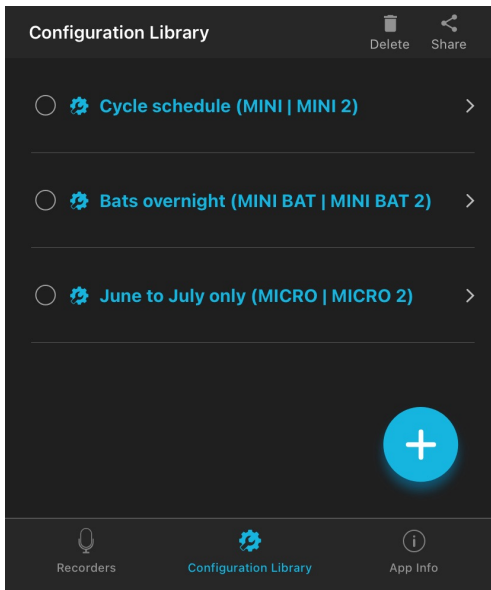 Configuration Library
Delete
Share
Cycle schedule (MINI | MINI 2)
Bats overnight (MINI BAT | MINI BAT 2)
June to July only (MICRO | MICRO 2)
Recorders
Configuration Library
App Info